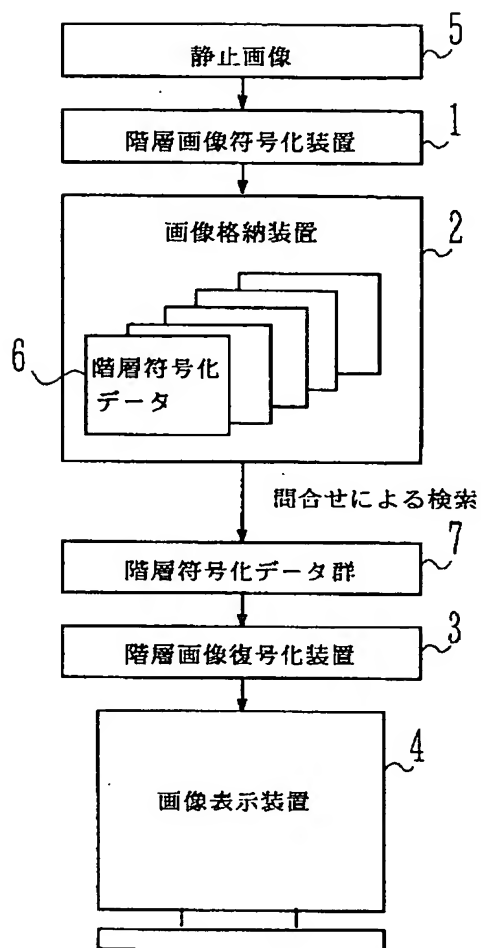 静止画像
5
階層画像符号化装置
1
画像格納装置
2
6
階層符号化
データ
問合せによる検索
階層符号化データ群
7
階層画像復号化装置
3
画像表示装置
4